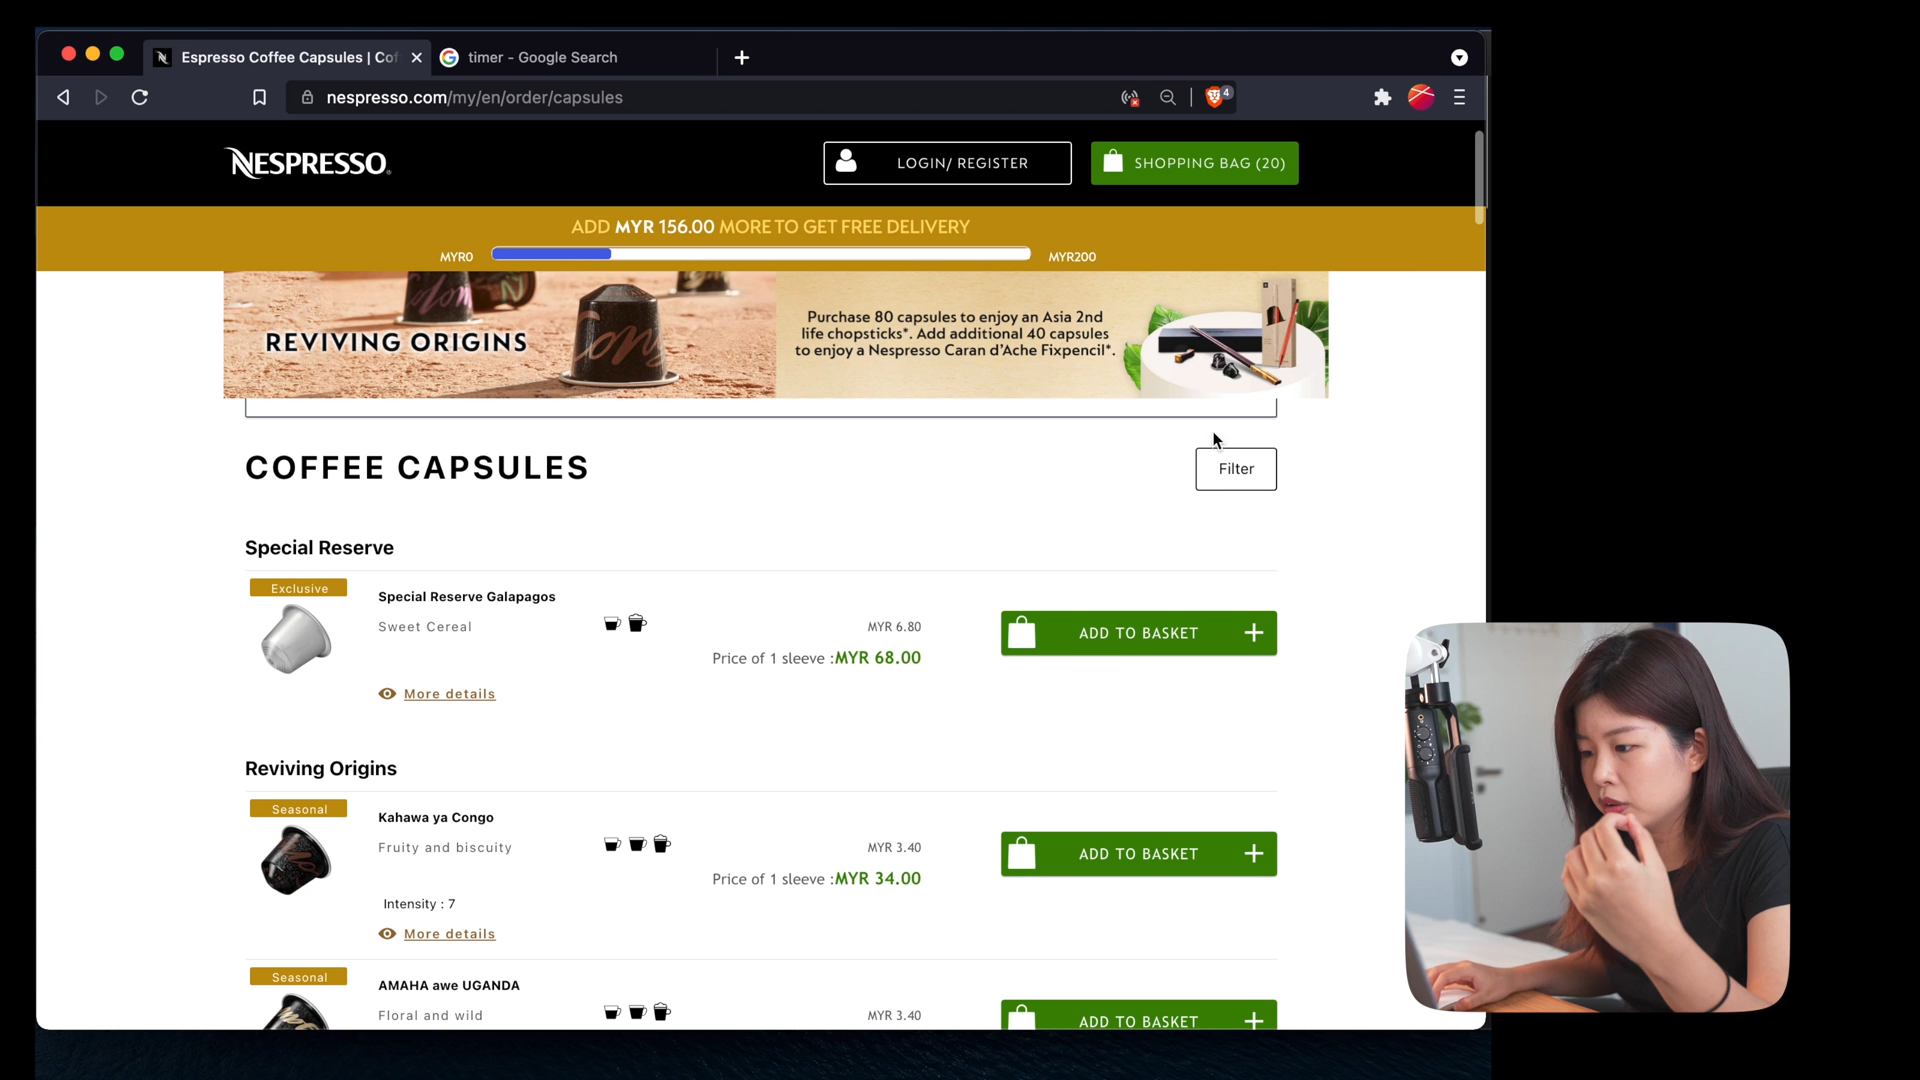 Espresso Coffee Capsules | Cof
timer - Google Search
nespresso.com/my/en/order/capsules
4
NESPRESSO
LOGIN/ REGISTER
SHOPPING BAG (20)
ADD MYR 156.00 MORE TO GET FREE DELIVERY
MYR0
MYR200
REVIVING ORIGINS
Purchase 80 capsules to enjoy an Asia 2nd
life chopsticks*. Add additional 40 capsules
to enjoy a Nespresso Caran d'Ache Fixpencil*.
COFFEE CAPSULES
Filter
Special Reserve
Exclusive
Special Reserve Galapagos
Sweet Cereal
MYR 6.80
Price of 1 sleeve :MYR 68.00
ADD TO BASKET
More details
Reviving Origins
Seasonal
Kahawa ya Congo
Fruity and biscuity
MYR 3.40
Price of 1 sleeve :MYR 34.00
ADD TO BASKET
Intensity : 7
More details
Seasonal
AMAHA awe UGANDA
Floral and wild
MYR 3.40
ADD TO BASKET